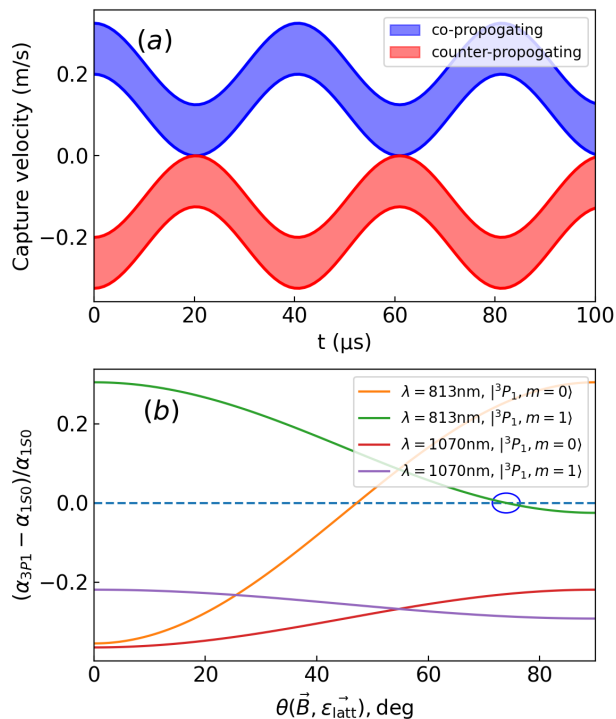 (a)
co-propogating
counter-propogating
Capture velocity (m/s)
0.2
0.0
−0.2
0 20 40 60 80 100
t (μs)
(b)
λ = 813nm, |³P₁, m = 0⟩
λ = 813nm, |³P₁, m = 1⟩
λ = 1070nm, |³P₁, m = 0⟩
λ = 1070nm, |³P₁, m = 1⟩
(α₃P₁ − α₁S₀)/α₁S₀
0.2
0.0
−0.2
0 20 40 60 80
θ(B⃗, ε⃗latt), deg